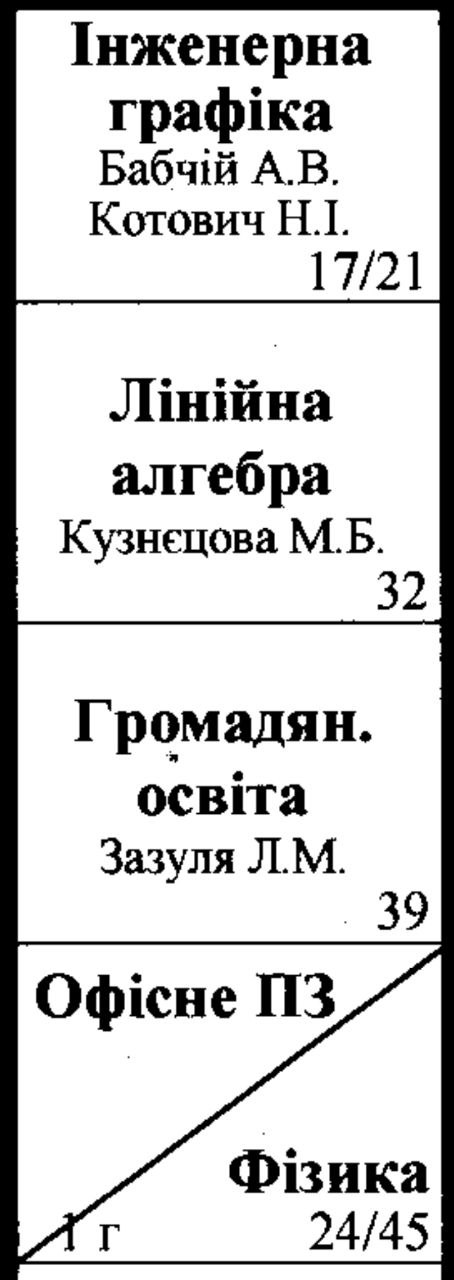 Інженерна
графіка
Бабчій А.В.
Котович Н.І.
17/21
Лінійна
алгебра
Кузнєцова М.Б.
32
Громадян.
освіта
Зазуля Л.М.
39
Офісне ПЗ
Фізика
1 г 24/45